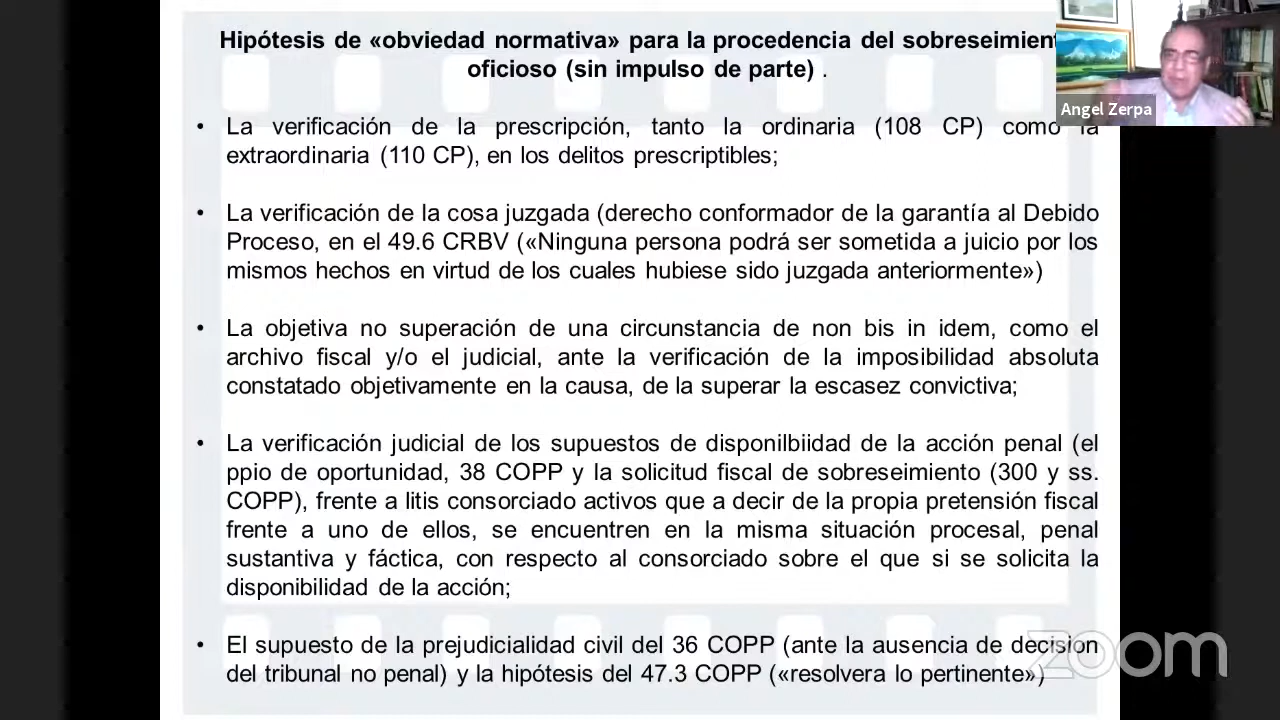 Hipótesis de «obviedad normativa» para la procedencia del sobreseimient
oficioso (sin impulso de parte) .
Angel Zerpa
• La verificación de la prescripción, tanto la ordinaria (108 CP) como la
extraordinaria (110 CP), en los delitos prescriptibles;
• La verificación de la cosa juzgada (derecho conformador de la garantía al Debido
Proceso, en el 49.6 CRBV («Ninguna persona podrá ser sometida a juicio por los
mismos hechos en virtud de los cuales hubiese sido juzgada anteriormente»)
• La objetiva no superación de una circunstancia de non bis in idem, como el
archivo fiscal y/o el judicial, ante la verificación de la imposibilidad absoluta
constatado objetivamente en la causa, de la superar la escasez convictiva;
• La verificación judicial de los supuestos de disponilbiidad de la acción penal (el
ppio de oportunidad, 38 COPP y la solicitud fiscal de sobreseimiento (300 y ss.
COPP), frente a litis consorciado activos que a decir de la propia pretensión fiscal
frente a uno de ellos, se encuentren en la misma situación procesal, penal
sustantiva y fáctica, con respecto al consorciado sobre el que si se solicita la
disponibilidad de la acción;
• El supuesto de la prejudicialidad civil del 36 COPP (ante la ausencia de decisión
del tribunal no penal) y la hipótesis del 47.3 COPP («resolvera lo pertinente»)
zoom